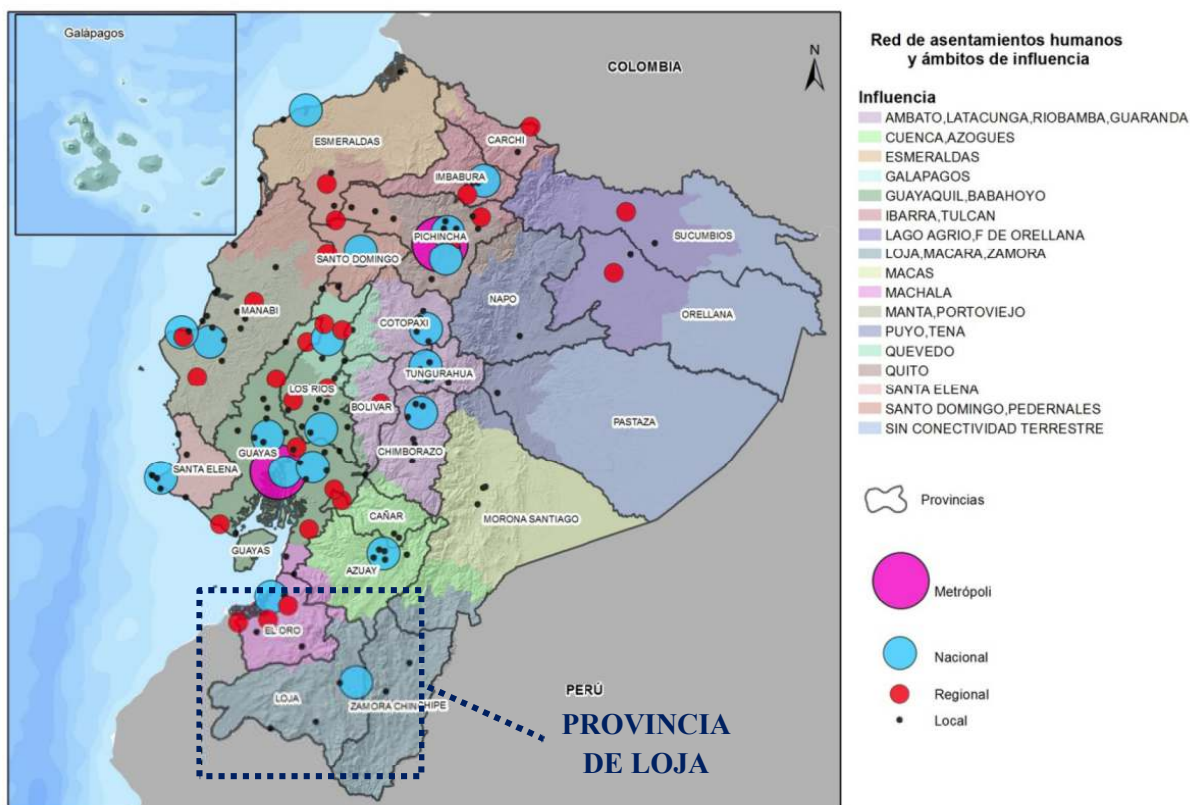 Galápagos
COLOMBIA
N
ESMERALDAS
CARCHI
IMBABURA
PICHINCHA
SUCUMBIOS
SANTO DOMINGO
NAPO
ORELLANA
MANABI
COTOPAXI
TUNGURAHUA
LOS RIOS
BOLIVAR
PASTAZA
SANTA ELENA
GUAYAS
CHIMBORAZO
CAÑAR
MORONA SANTIAGO
GUAYAS
AZUAY
EL ORO
LOJA
ZAMORA CHINCHIPE
PERÚ
PROVINCIA
DE LOJA
Red de asentamientos humanos
y ámbitos de influencia
Influencia
AMBATO,LATACUNGA,RIOBAMBA,GUARANDA
CUENCA,AZOGUES
ESMERALDAS
GALAPAGOS
GUAYAQUIL,BABAHOYO
IBARRA,TULCAN
LAGO AGRIO,F DE ORELLANA
LOJA,MACARA,ZAMORA
MACAS
MACHALA
MANTA,PORTOVIEJO
PUYO,TENA
QUEVEDO
QUITO
SANTA ELENA
SANTO DOMINGO,PEDERNALES
SIN CONECTIVIDAD TERRESTRE
Provincias
Metrópoli
Nacional
Regional
Local